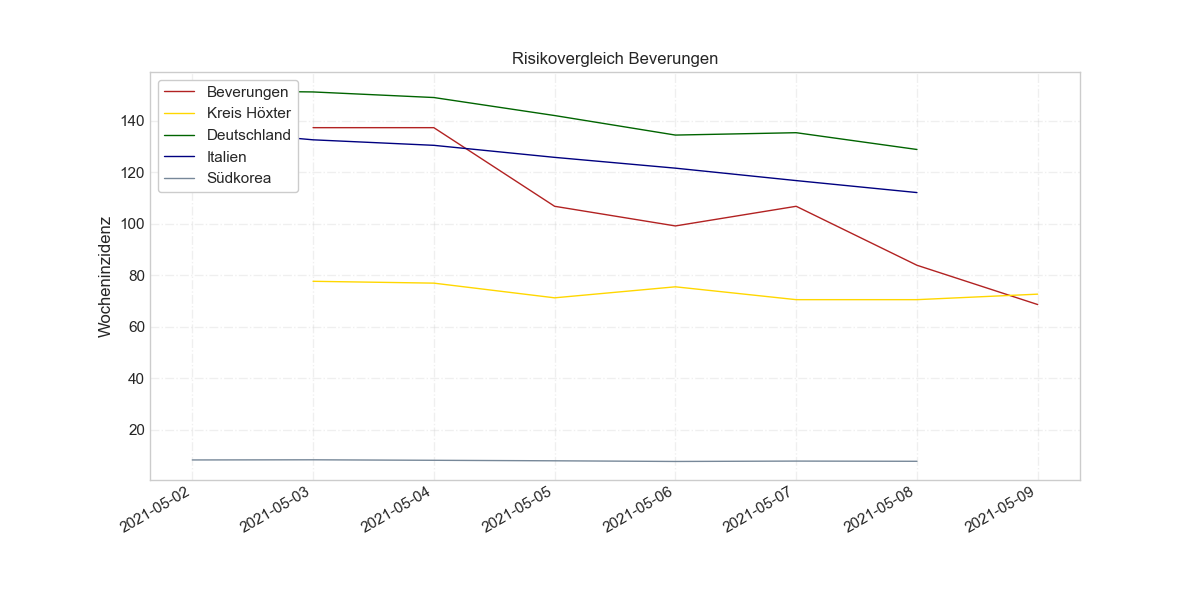 Risikovergleich Beverungen
Beverungen
Kreis Höxter
Deutschland
Italien
Südkorea
Wocheninzidenz
140
120
100
80
60
40
20
2021-05-02
2021-05-03
2021-05-04
2021-05-05
2021-05-06
2021-05-07
2021-05-08
2021-05-09